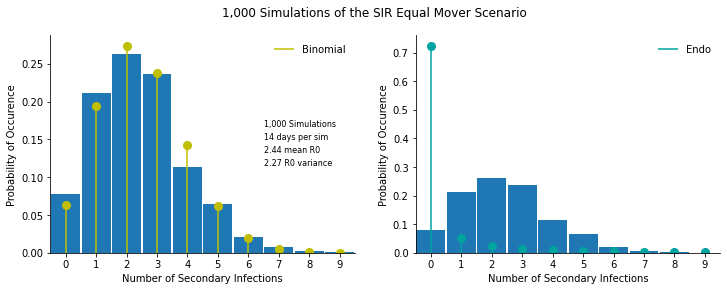 1,000 Simulations of the SIR Equal Mover Scenario
Probability of Occurence
0.25
0.20
0.15
0.10
0.05
0.00
Binomial
1,000 Simulations
14 days per sim
2.44 mean R0
2.27 R0 variance
0 1 2 3 4 5 6 7 8 9
Number of Secondary Infections
Probability of Occurence
0.7
0.6
0.5
0.4
0.3
0.2
0.1
0.0
Endo
0 1 2 3 4 5 6 7 8 9
Number of Secondary Infections